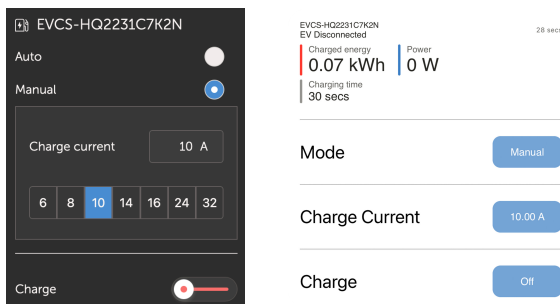 EVCS-HQ2231C7K2N
Auto
Manual
Charge current 10 A
6 8 10 14 16 24 32
Charge
EVCS-HQ2231C7K2N
EV Disconnected
28 secs
Charged energy
0.07 kWh
Power
0 W
Charging time
30 secs
Mode Manual
Charge Current 10.00 A
Charge Off